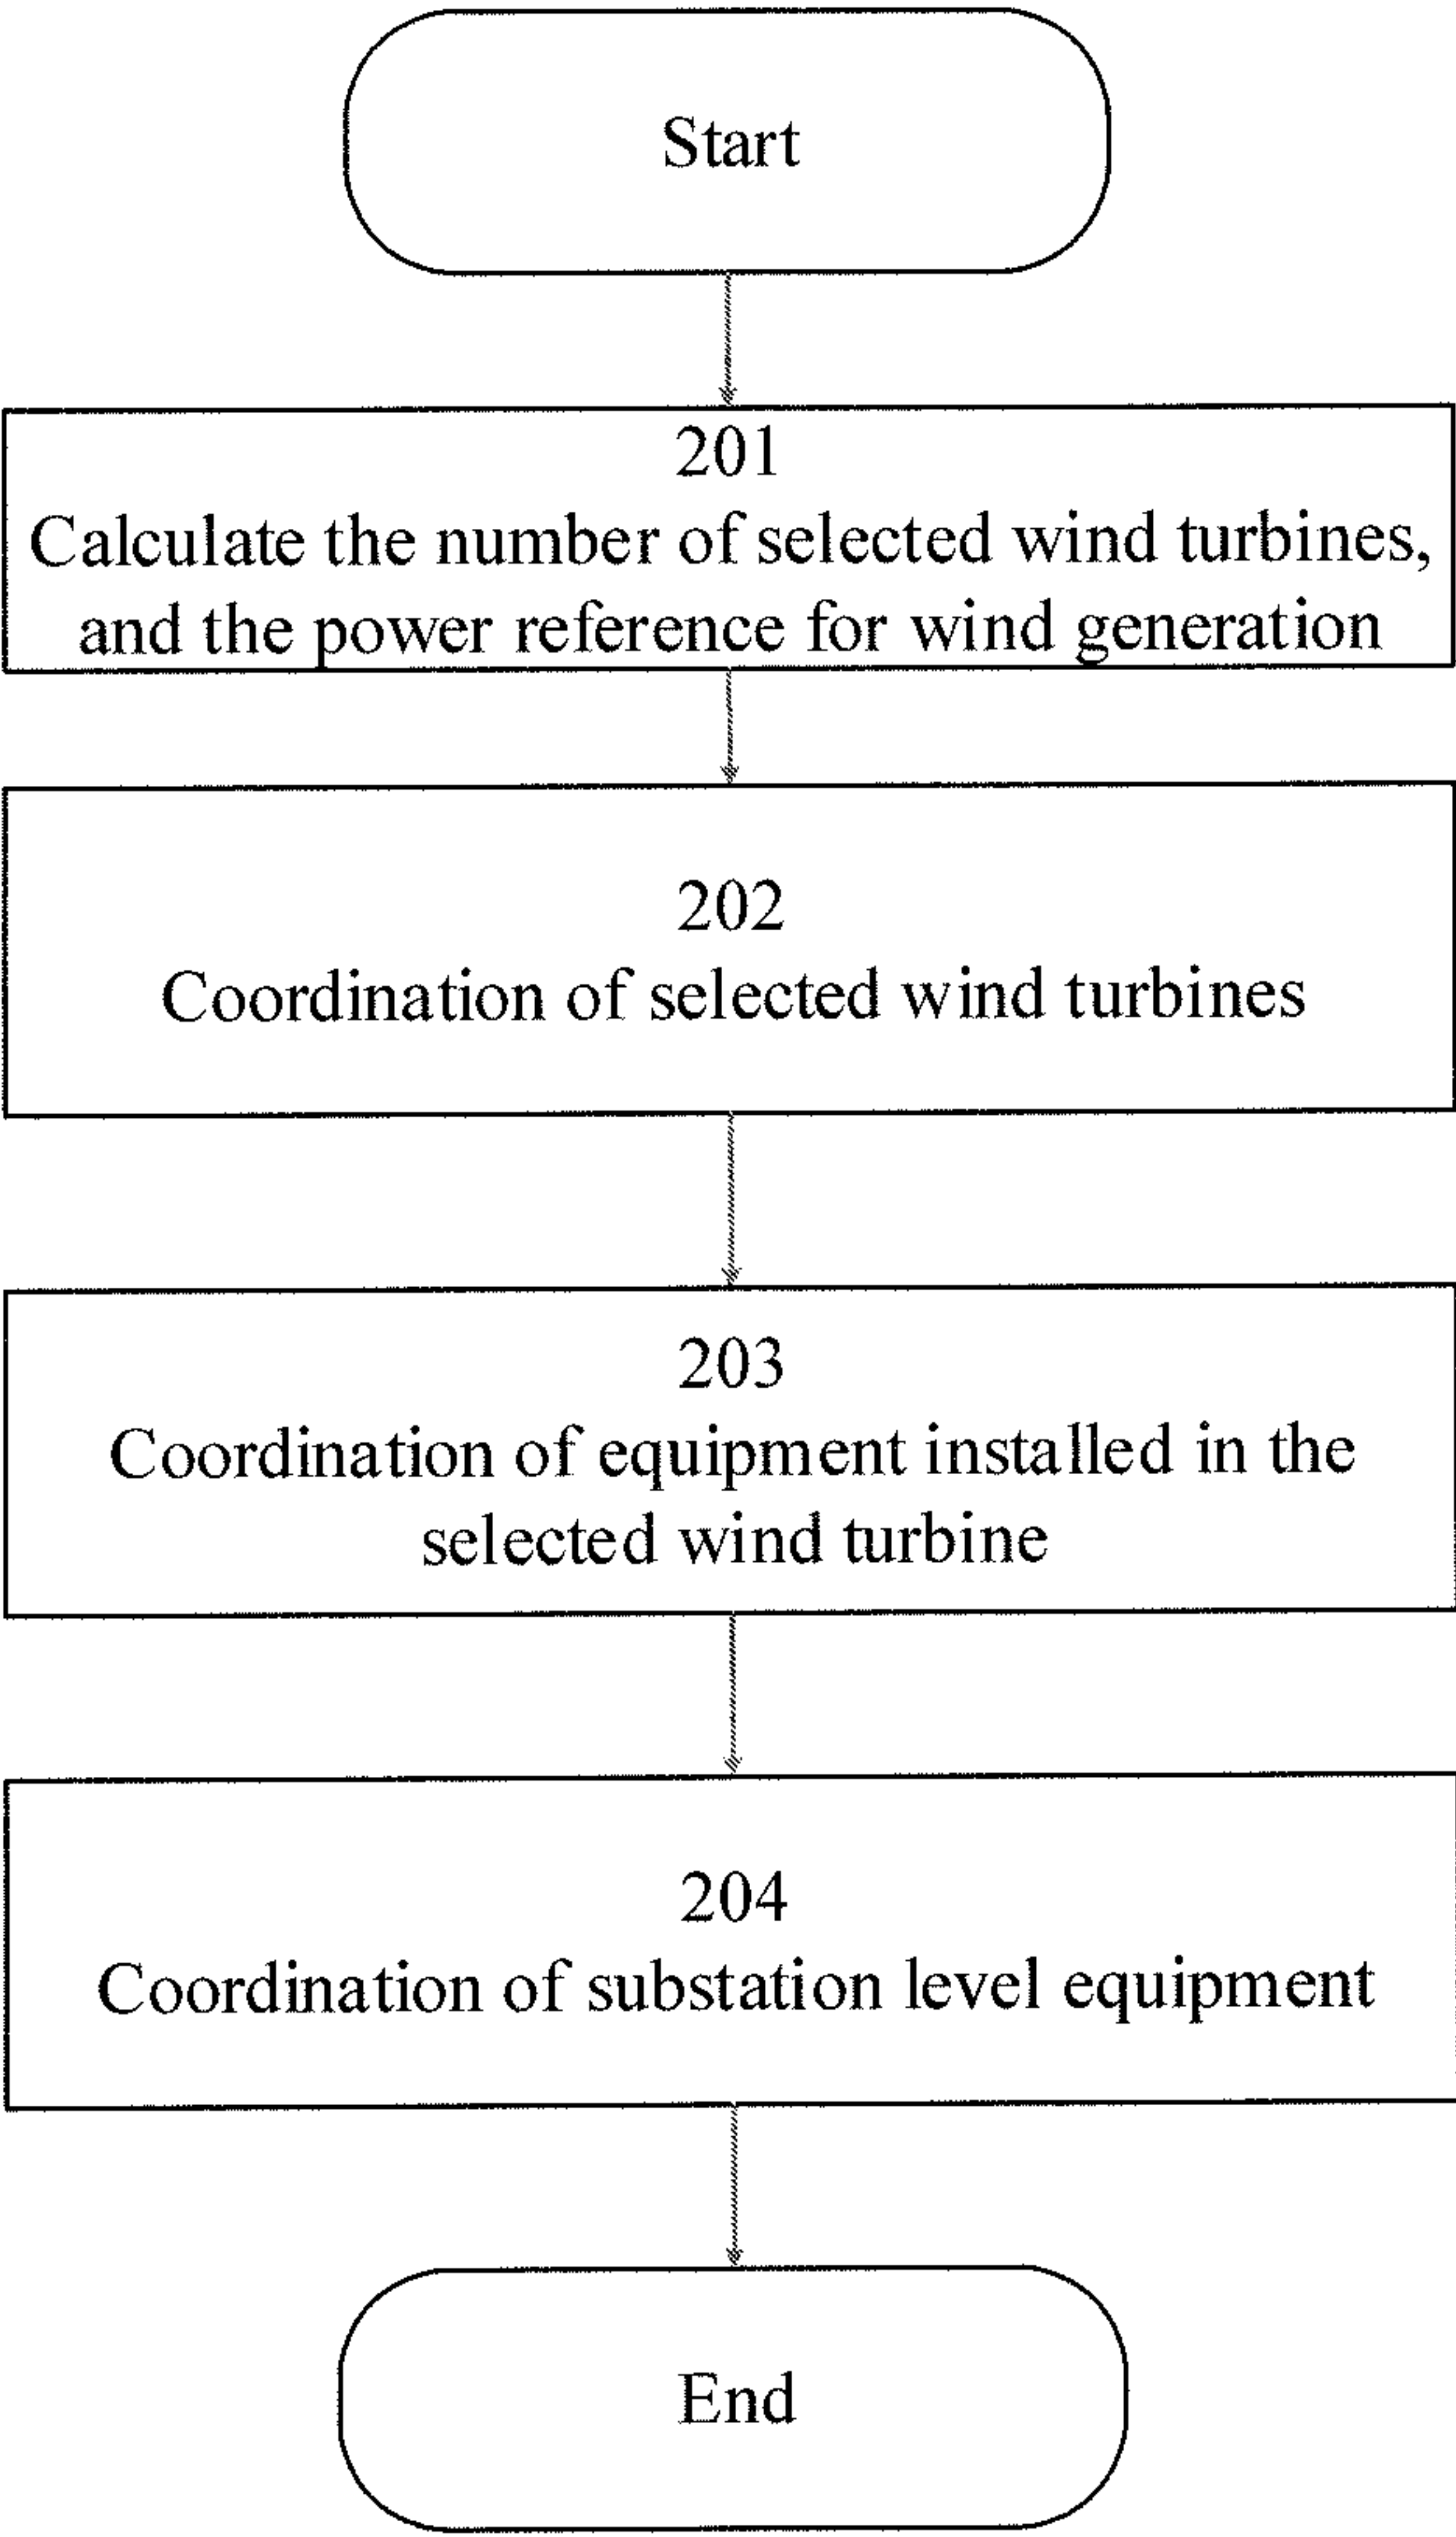 Start
201
Calculate the number of selected wind turbines,
and the power reference for wind generation
202
Coordination of selected wind turbines
203
Coordination of equipment installed in the
selected wind turbine
204
Coordination of substation level equipment
End